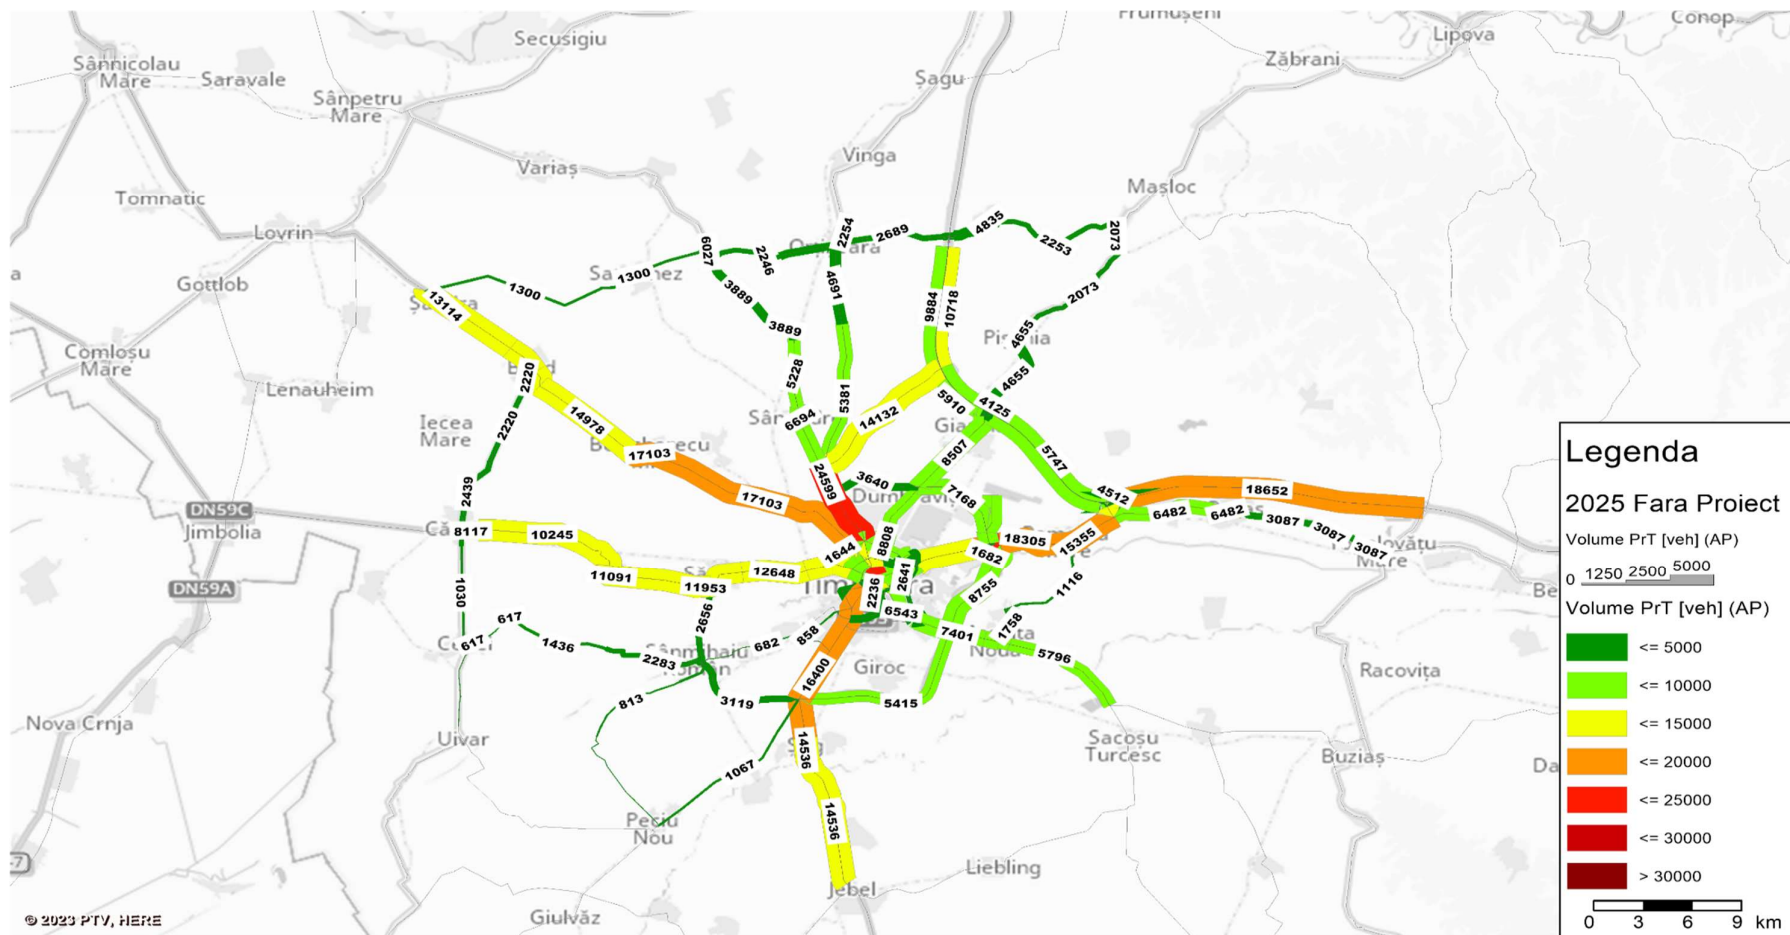 Frumușeni
Conop
Secusigiu
Lipova
Sânnicolau
Mare
Saravale
Zăbrani
Șagu
Sânpetru
Mare
Vinga
Variaș
Mașloc
Tomnatic
Lovrin
2254
2689
4835
2253
2073
6027
2246
1300
1300
Gottlob
13114
3889
4691
9884
10718
2073
3889
4655
Comloșu
Mare
Lenauheim
2220
5228
4655
5381
5910
4125
14132
6694
14978
2220
Iecea
Mare
8507
5747
17103
17103
24599
3640
7168
4512
18652
2439
6482
6482
3087
3087
3087
DN59C
Jimbolia
8117
10245
8808
1644
1682
18305
15355
11091
12648
11953
2641
2236
DN59A
1030
2656
8755
1116
6543
7401
1758
617
617
1436
682
858
2283
5796
Giroc
16400
813
3119
5415
Racovița
Nova Crnja
Uivar
14536
Sacoșu
Turcesc
Buziaș
1067
14536
Peciu
Nou
Liebling
Jebel
Giulvăz
© 2023 PTV, HERE
Legenda
2025 Fara Proiect
Volume PrT [veh] (AP)
0 1250 2500 5000
Volume PrT [veh] (AP)
<= 5000
<= 10000
<= 15000
<= 20000
<= 25000
<= 30000
> 30000
0 3 6 9 km